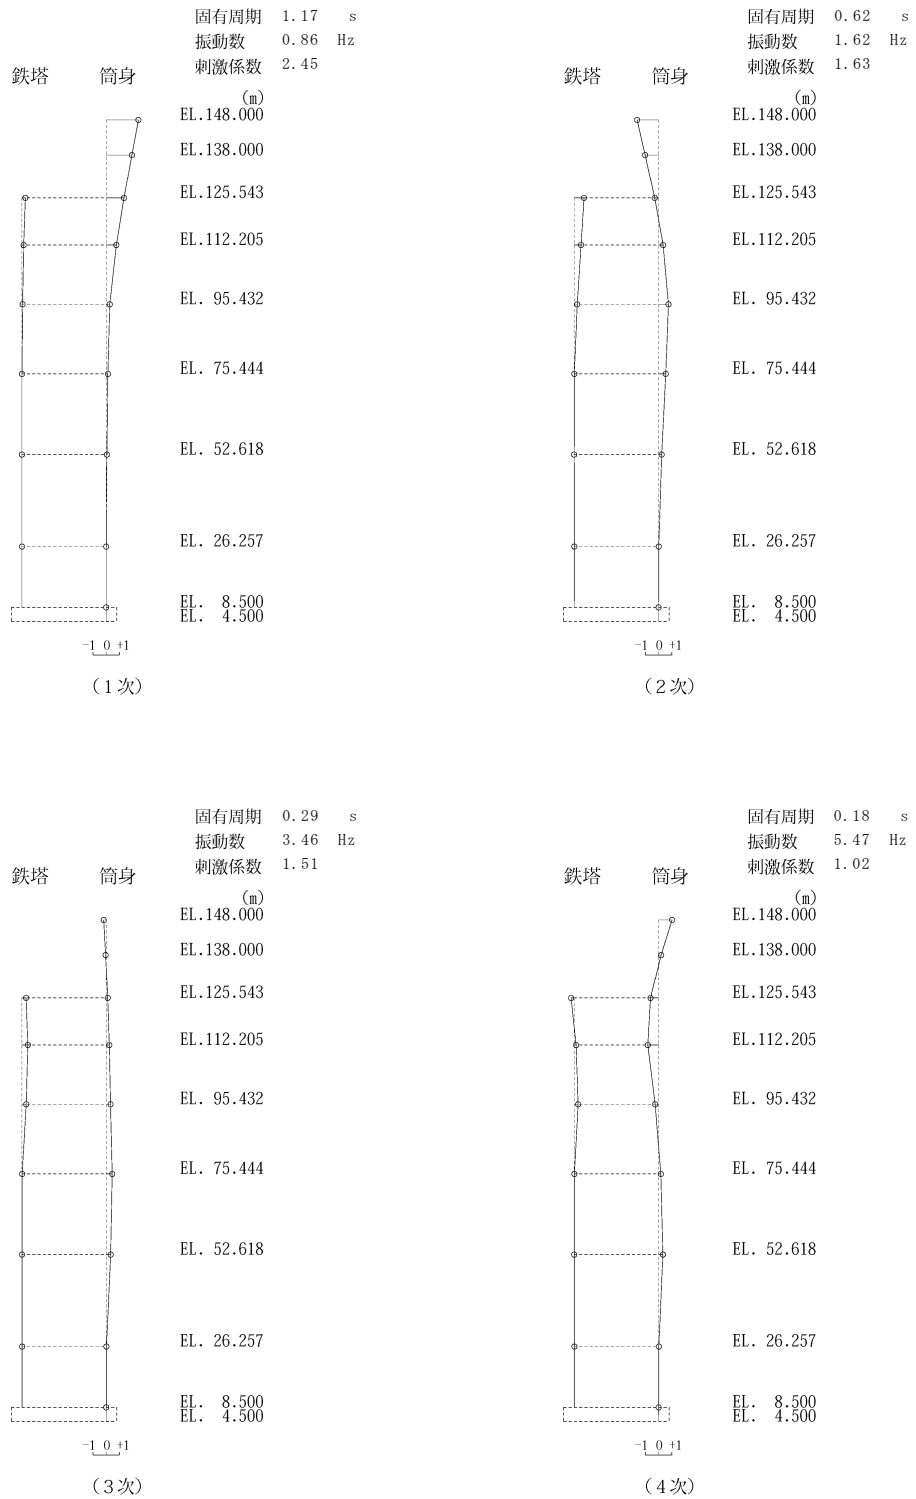 固有周期 1.17 s
振動数 0.86 Hz
刺激係数 2.45
鉄塔 筒身
(m)
EL.148.000
EL.138.000
EL.125.543
EL.112.205
EL. 95.432
EL. 75.444
EL. 52.618
EL. 26.257
EL. 8.500
EL. 4.500
-1 0 +1
(1次)
固有周期 0.62 s
振動数 1.62 Hz
刺激係数 1.63
鉄塔 筒身
(m)
EL.148.000
EL.138.000
EL.125.543
EL.112.205
EL. 95.432
EL. 75.444
EL. 52.618
EL. 26.257
EL. 8.500
EL. 4.500
-1 0 +1
(2次)
固有周期 0.29 s
振動数 3.46 Hz
刺激係数 1.51
鉄塔 筒身
(m)
EL.148.000
EL.138.000
EL.125.543
EL.112.205
EL. 95.432
EL. 75.444
EL. 52.618
EL. 26.257
EL. 8.500
EL. 4.500
-1 0 +1
(3次)
固有周期 0.18 s
振動数 5.47 Hz
刺激係数 1.02
鉄塔 筒身
(m)
EL.148.000
EL.138.000
EL.125.543
EL.112.205
EL. 95.432
EL. 75.444
EL. 52.618
EL. 26.257
EL. 8.500
EL. 4.500
-1 0 +1
(4次)